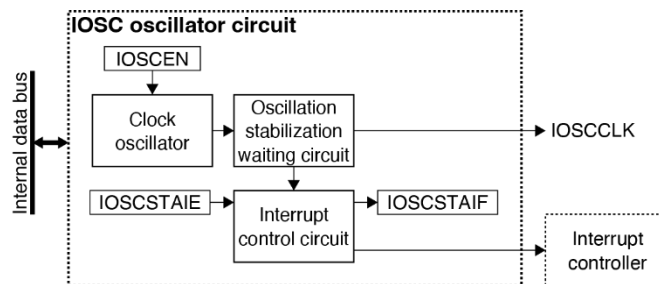 IOSC oscillator circuit
IOSCEN
Internal data bus
Clock
oscillator
Oscillation
stabilization
waiting circuit
IOSCCLK
IOSCSTAIE
Interrupt
control circuit
IOSCSTAIF
Interrupt
controller